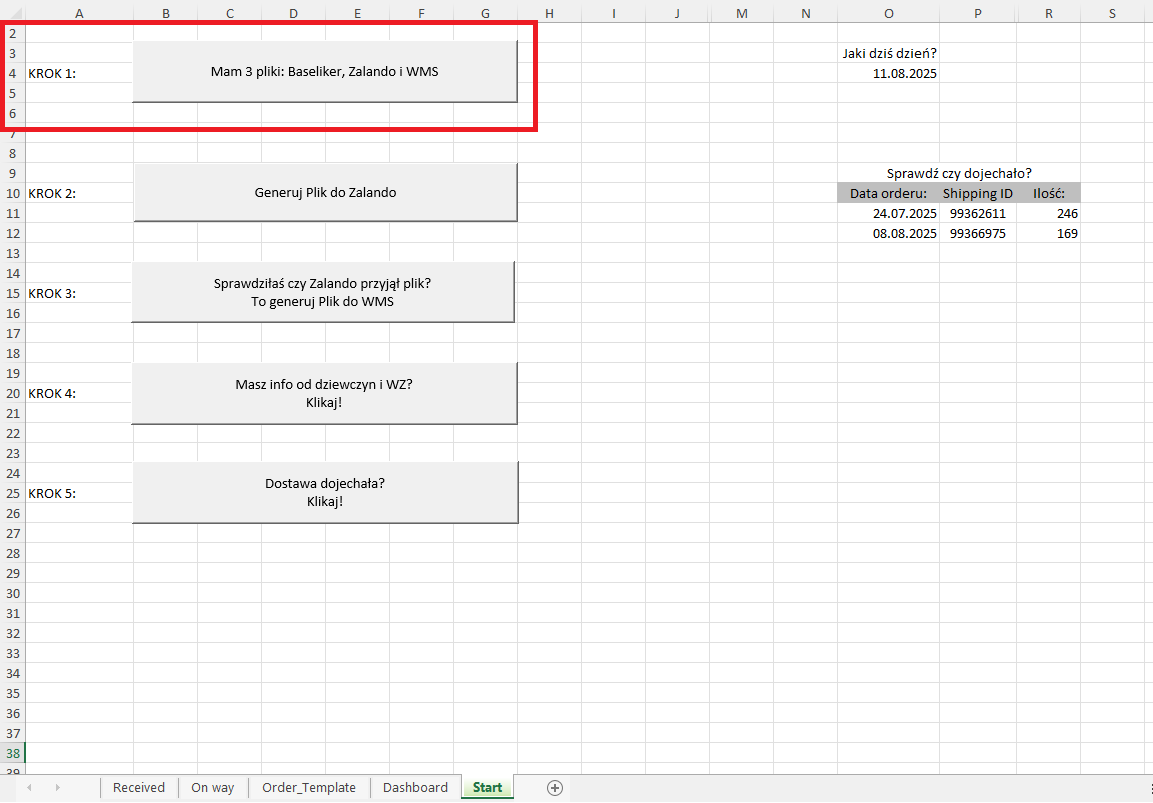 A B C D E F G H I J K L M N O P R S
2
3 Jaki dziś dzień?
Mam 3 pliki: Baseliker, Zalando i WMS
4 KROK 1: 11.08.2025
5
6
7
8
9 Sprawdź czy dojechało?
10 KROK 2: Generuj Plik do Zalando Data orderu: Shipping ID Ilość:
11 24.07.2025 99362611 246
12 08.08.2025 99366975 169
13
14 Sprawdziłaś czy Zalando przyjął plik?
15 KROK 3:
16 To generuj Plik do WMS
17
18
19 Masz info od dziewczyn i WZ?
20 KROK 4:
21 Klikaj!
22
23
24 Dostawa dojechała?
25 KROK 5:
26 Klikaj!
27
28
29
30
31
32
33
34
35
36
37
38
39
Received On way Order_Template Dashboard Start